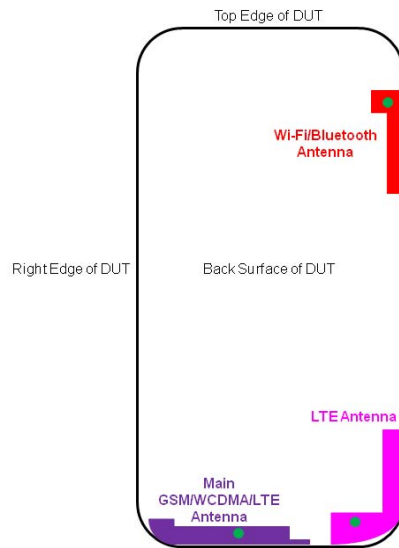 Top Edge of DUT
Wi-Fi/Bluetooth
Antenna
Right Edge of DUT
Back Surface of DUT
LTE Antenna
Main
GSM/WCDMA/LTE
Antenna